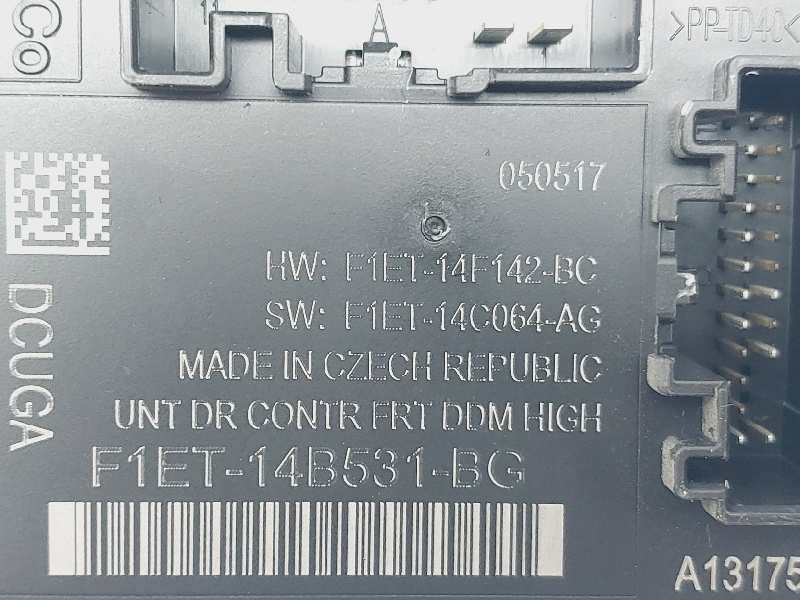 Co
11
A
>PP-TD40<
050517
HW: F1ET-14F142-BC
SW: F1ET-14C064-AG
MADE IN CZECH REPUBLIC
UNT DR CONTR FRT DDM HIGH
F1ET-14B531-BG
DCUGA
A13175